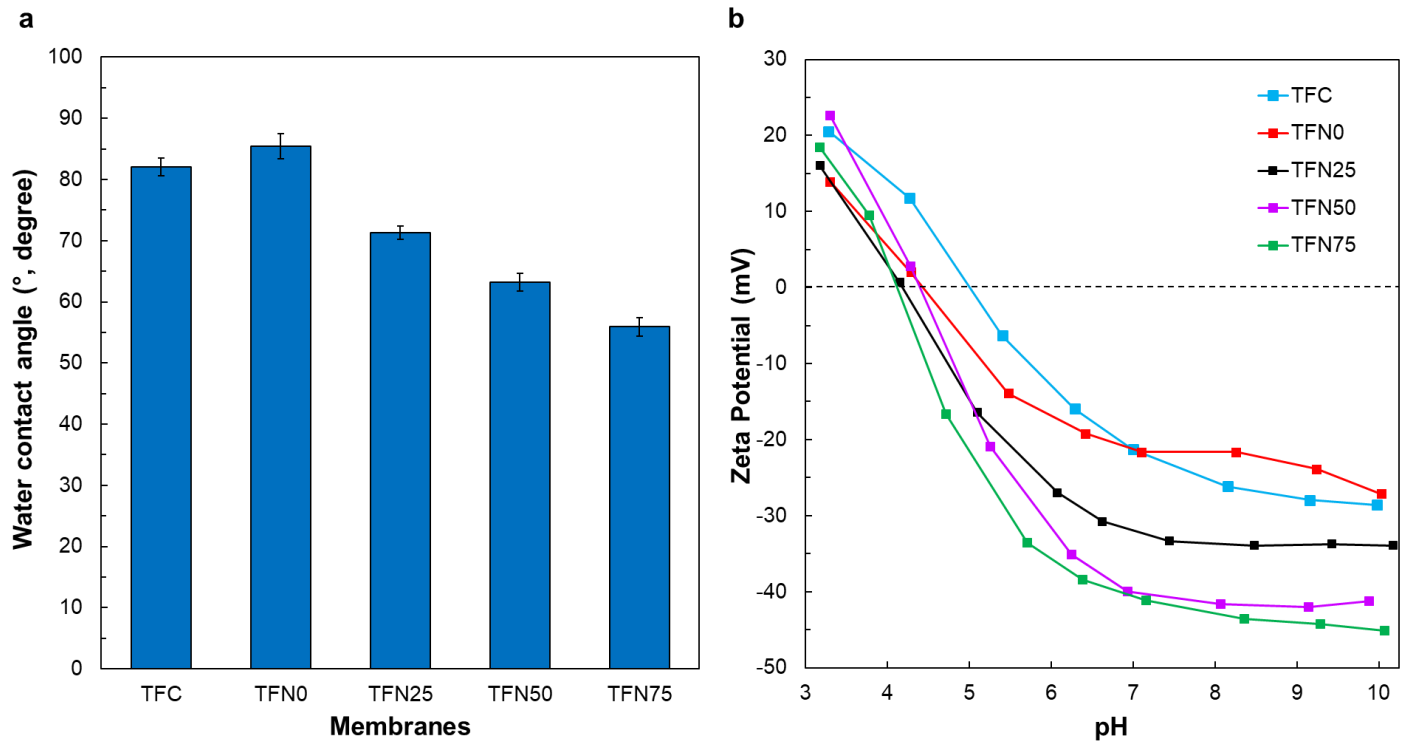 a
Water contact angle (°, degree)
100
90
80
70
60
50
40
30
20
10
0
TFC TFN0 TFN25 TFN50 TFN75
Membranes
b
Zeta Potential (mV)
30
20
10
0
-10
-20
-30
-40
-50
3 4 5 6 7 8 9 10
pH
TFC
TFN0
TFN25
TFN50
TFN75